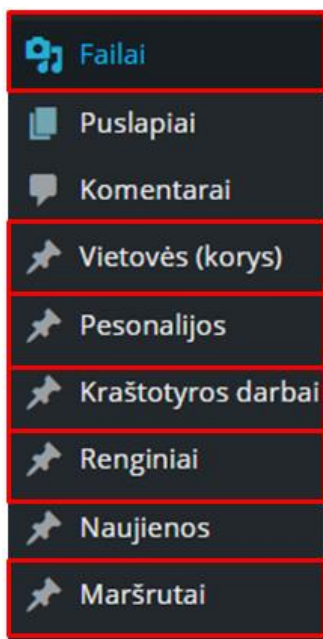 Failai
Puslapiai
Komentarai
Vietovės (korys)
Pesonalijos
Kraštotyros darbai
Renginiai
Naujienos
Maršrutai